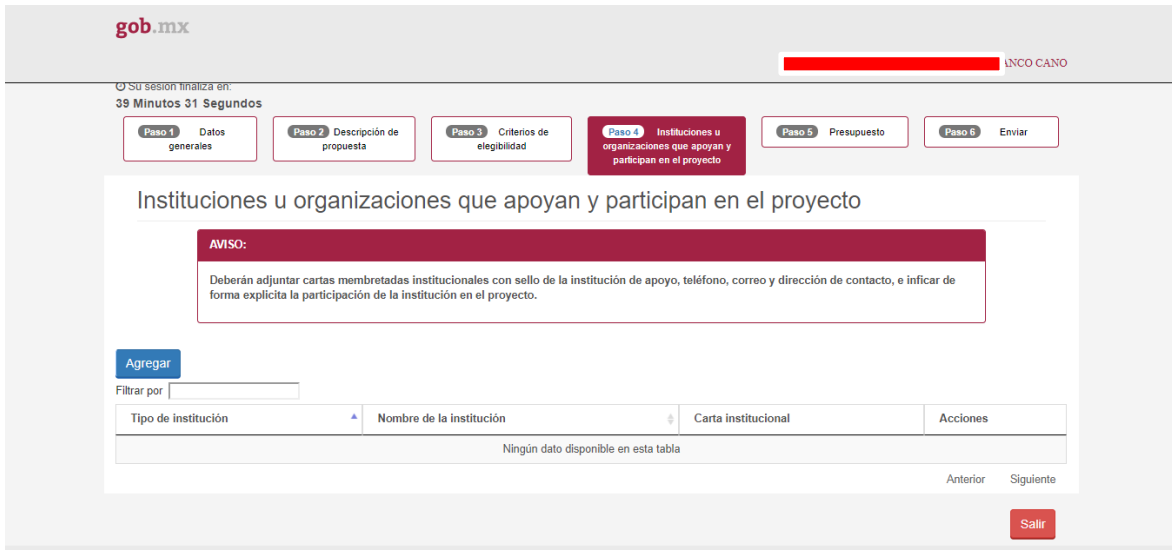 gob.mx
ANCO CANO
Su sesión finaliza en:
39 Minutos 31 Segundos
Paso 1 Datos
generales
Paso 2 Descripción de
propuesta
Paso 3 Criterios de
elegibilidad
Paso 4 Instituciones u
organizaciones que apoyan y
participan en el proyecto
Paso 5 Presupuesto
Paso 6 Enviar
Instituciones u organizaciones que apoyan y participan en el proyecto
AVISO:
Deberán adjuntar cartas membretadas institucionales con sello de la institución de apoyo, teléfono, correo y dirección de contacto, e inficar de
forma explicita la participación de la institución en el proyecto.
Agregar
Filtrar por
Tipo de institución Nombre de la institución Carta institucional Acciones
Ningún dato disponible en esta tabla
Anterior Siguiente
Salir